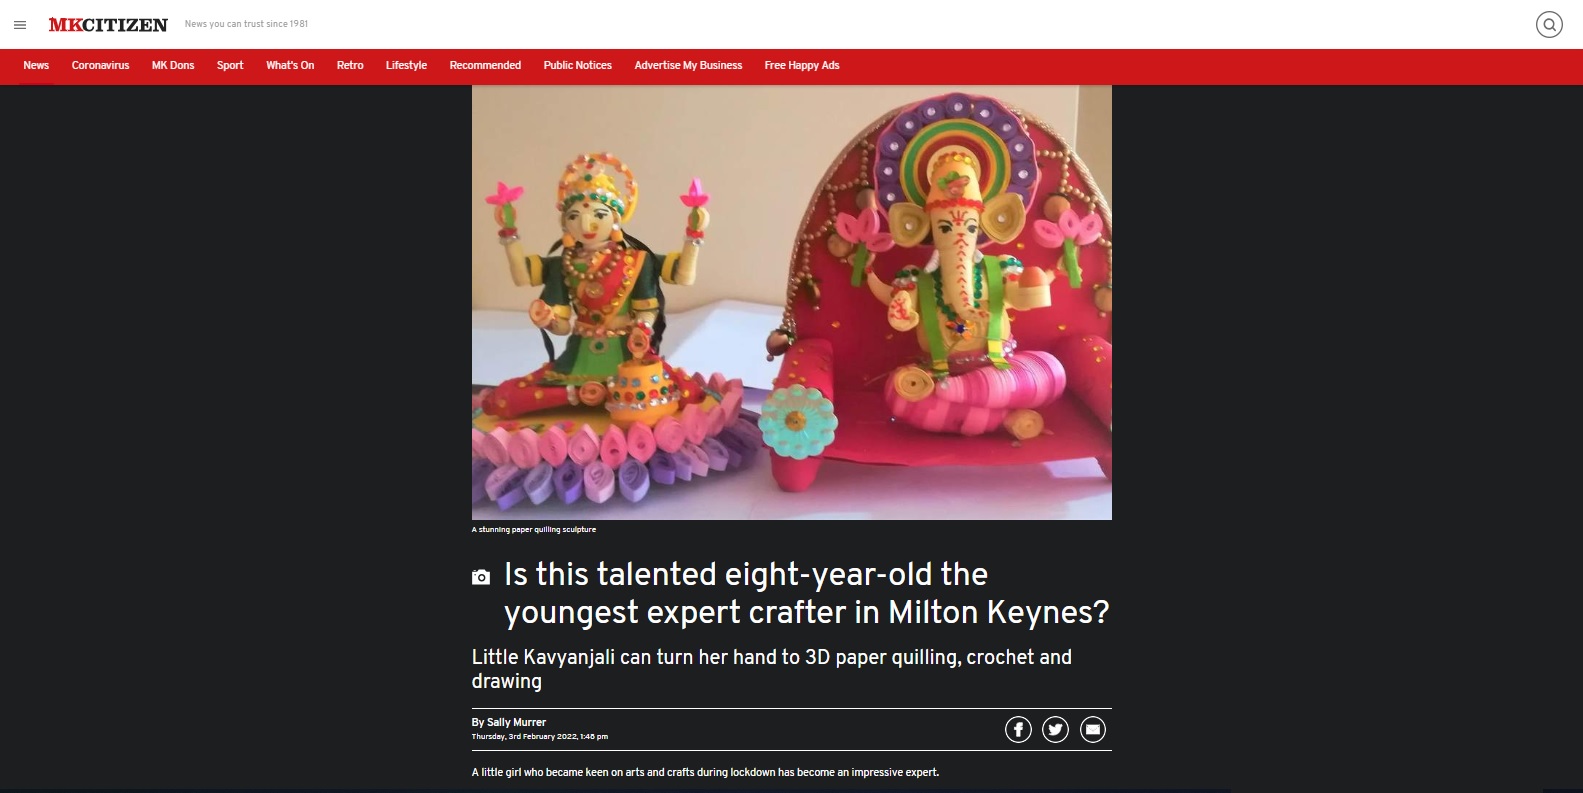 MKCITIZEN
News you can trust since 1981
News Coronavirus MK Dons Sport What's On Retro Lifestyle Recommended Public Notices Advertise My Business Free Happy Ads
A stunning paper quilling sculpture
Is this talented eight-year-old the
youngest expert crafter in Milton Keynes?
Little Kavyanjali can turn her hand to 3D paper quilling, crochet and
drawing
By Sally Murrer
Thursday, 3rd February 2022, 1:46 pm
A little girl who became keen on arts and crafts during lockdown has become an impressive expert.